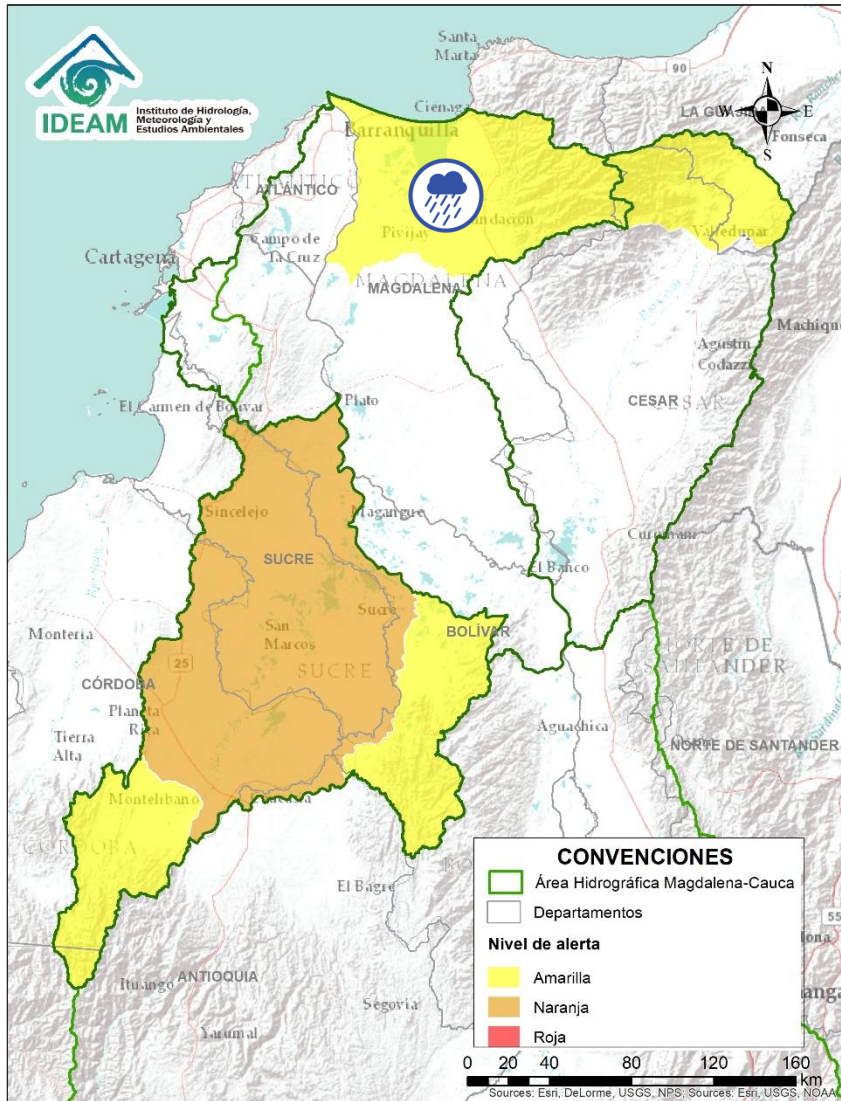 IDEAM
Instituto de Hidrología,
Meteorología y
Estudios Ambientales
Santa
Marta
90
N
W
E
S
Ciénaga
LA GUAJIRA
Fonseca
Barranquilla
ATLÁNTICO
Pivijay
Valledupar
Campo de
la Cruz
Cartagena
MAGDALENA
MAGDALENA
Machiques
Agustín
Codazzi
CESAR
CESAR
El Carmen de Bolívar
Plato
Sincelejo
Magangue
Curumaní
El Banco
SUCRE
Sucre
BOLÍVAR
San
Marcos
Montería
25
SUCRE
NORTE DE
SANTANDER
CÓRDOBA
Planeta
Rica
Tierra
Alta
Aguachica
NORTE DE SANTANDER
Montelíbano
CÓRDOBA
El Bagre
Ituango
ANTIOQUIA
Segovia
Yarumal
55
CONVENCIONES
Área Hidrográfica Magdalena-Cauca
Departamentos
Nivel de alerta
Amarilla
Naranja
Roja
0 20 40 80 120 160
km
Sources: Esri, DeLorme, USGS, NPS; Sources: Esri, USGS, NOAA